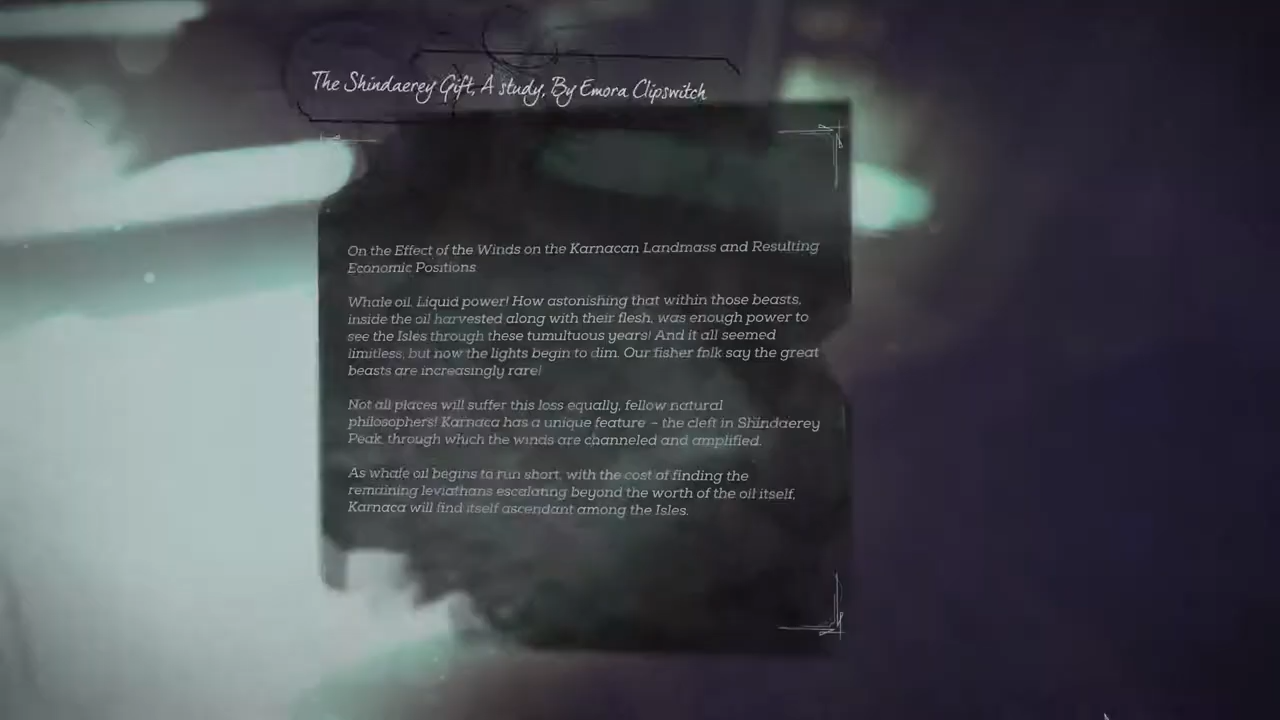 The Shindaerey Gift, A study, By Emora Clipswitch
On the Effect of the Winds on the Karnacan Landmass and Resulting
Economic Positions
Whale oil. Liquid power! How astonishing that within those beasts,
inside the oil harvested along with their flesh, was enough power to
see the Isles through these tumultuous years! And it all seemed
limitless, but now the lights begin to dim. Our fisher folk say the great
beasts are increasingly rare!
Not all places will suffer this loss equally, fellow natural
philosophers! Karnaca has a unique feature – the cleft in Shindaerey
Peak, through which the winds are channeled and amplified.
As whale oil begins to run short, with the cost of finding the
remaining leviathans escalating beyond the worth of the oil itself,
Karnaca will find itself ascendant among the Isles.